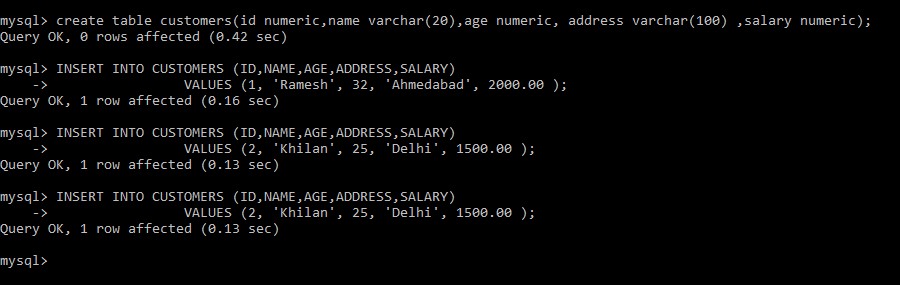 mysql> create table customers(id numeric,name varchar(20),age numeric, address varchar(100) ,salary numeric);
Query OK, 0 rows affected (0.42 sec)
mysql> INSERT INTO CUSTOMERS (ID,NAME,AGE,ADDRESS,SALARY)
    ->                 VALUES (1, 'Ramesh', 32, 'Ahmedabad', 2000.00 );
Query OK, 1 row affected (0.16 sec)
mysql> INSERT INTO CUSTOMERS (ID,NAME,AGE,ADDRESS,SALARY)
    ->                 VALUES (2, 'Khilan', 25, 'Delhi', 1500.00 );
Query OK, 1 row affected (0.13 sec)
mysql> INSERT INTO CUSTOMERS (ID,NAME,AGE,ADDRESS,SALARY)
    ->                 VALUES (2, 'Khilan', 25, 'Delhi', 1500.00 );
Query OK, 1 row affected (0.13 sec)
mysql>